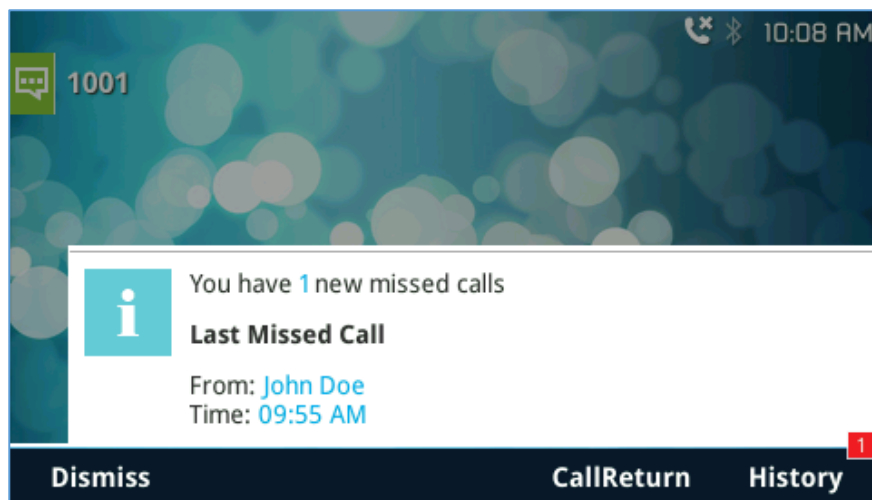 10:08 AM
1001
You have 1 new missed calls
i
Last Missed Call
From: John Doe
Time: 09:55 AM
1
Dismiss CallReturn History